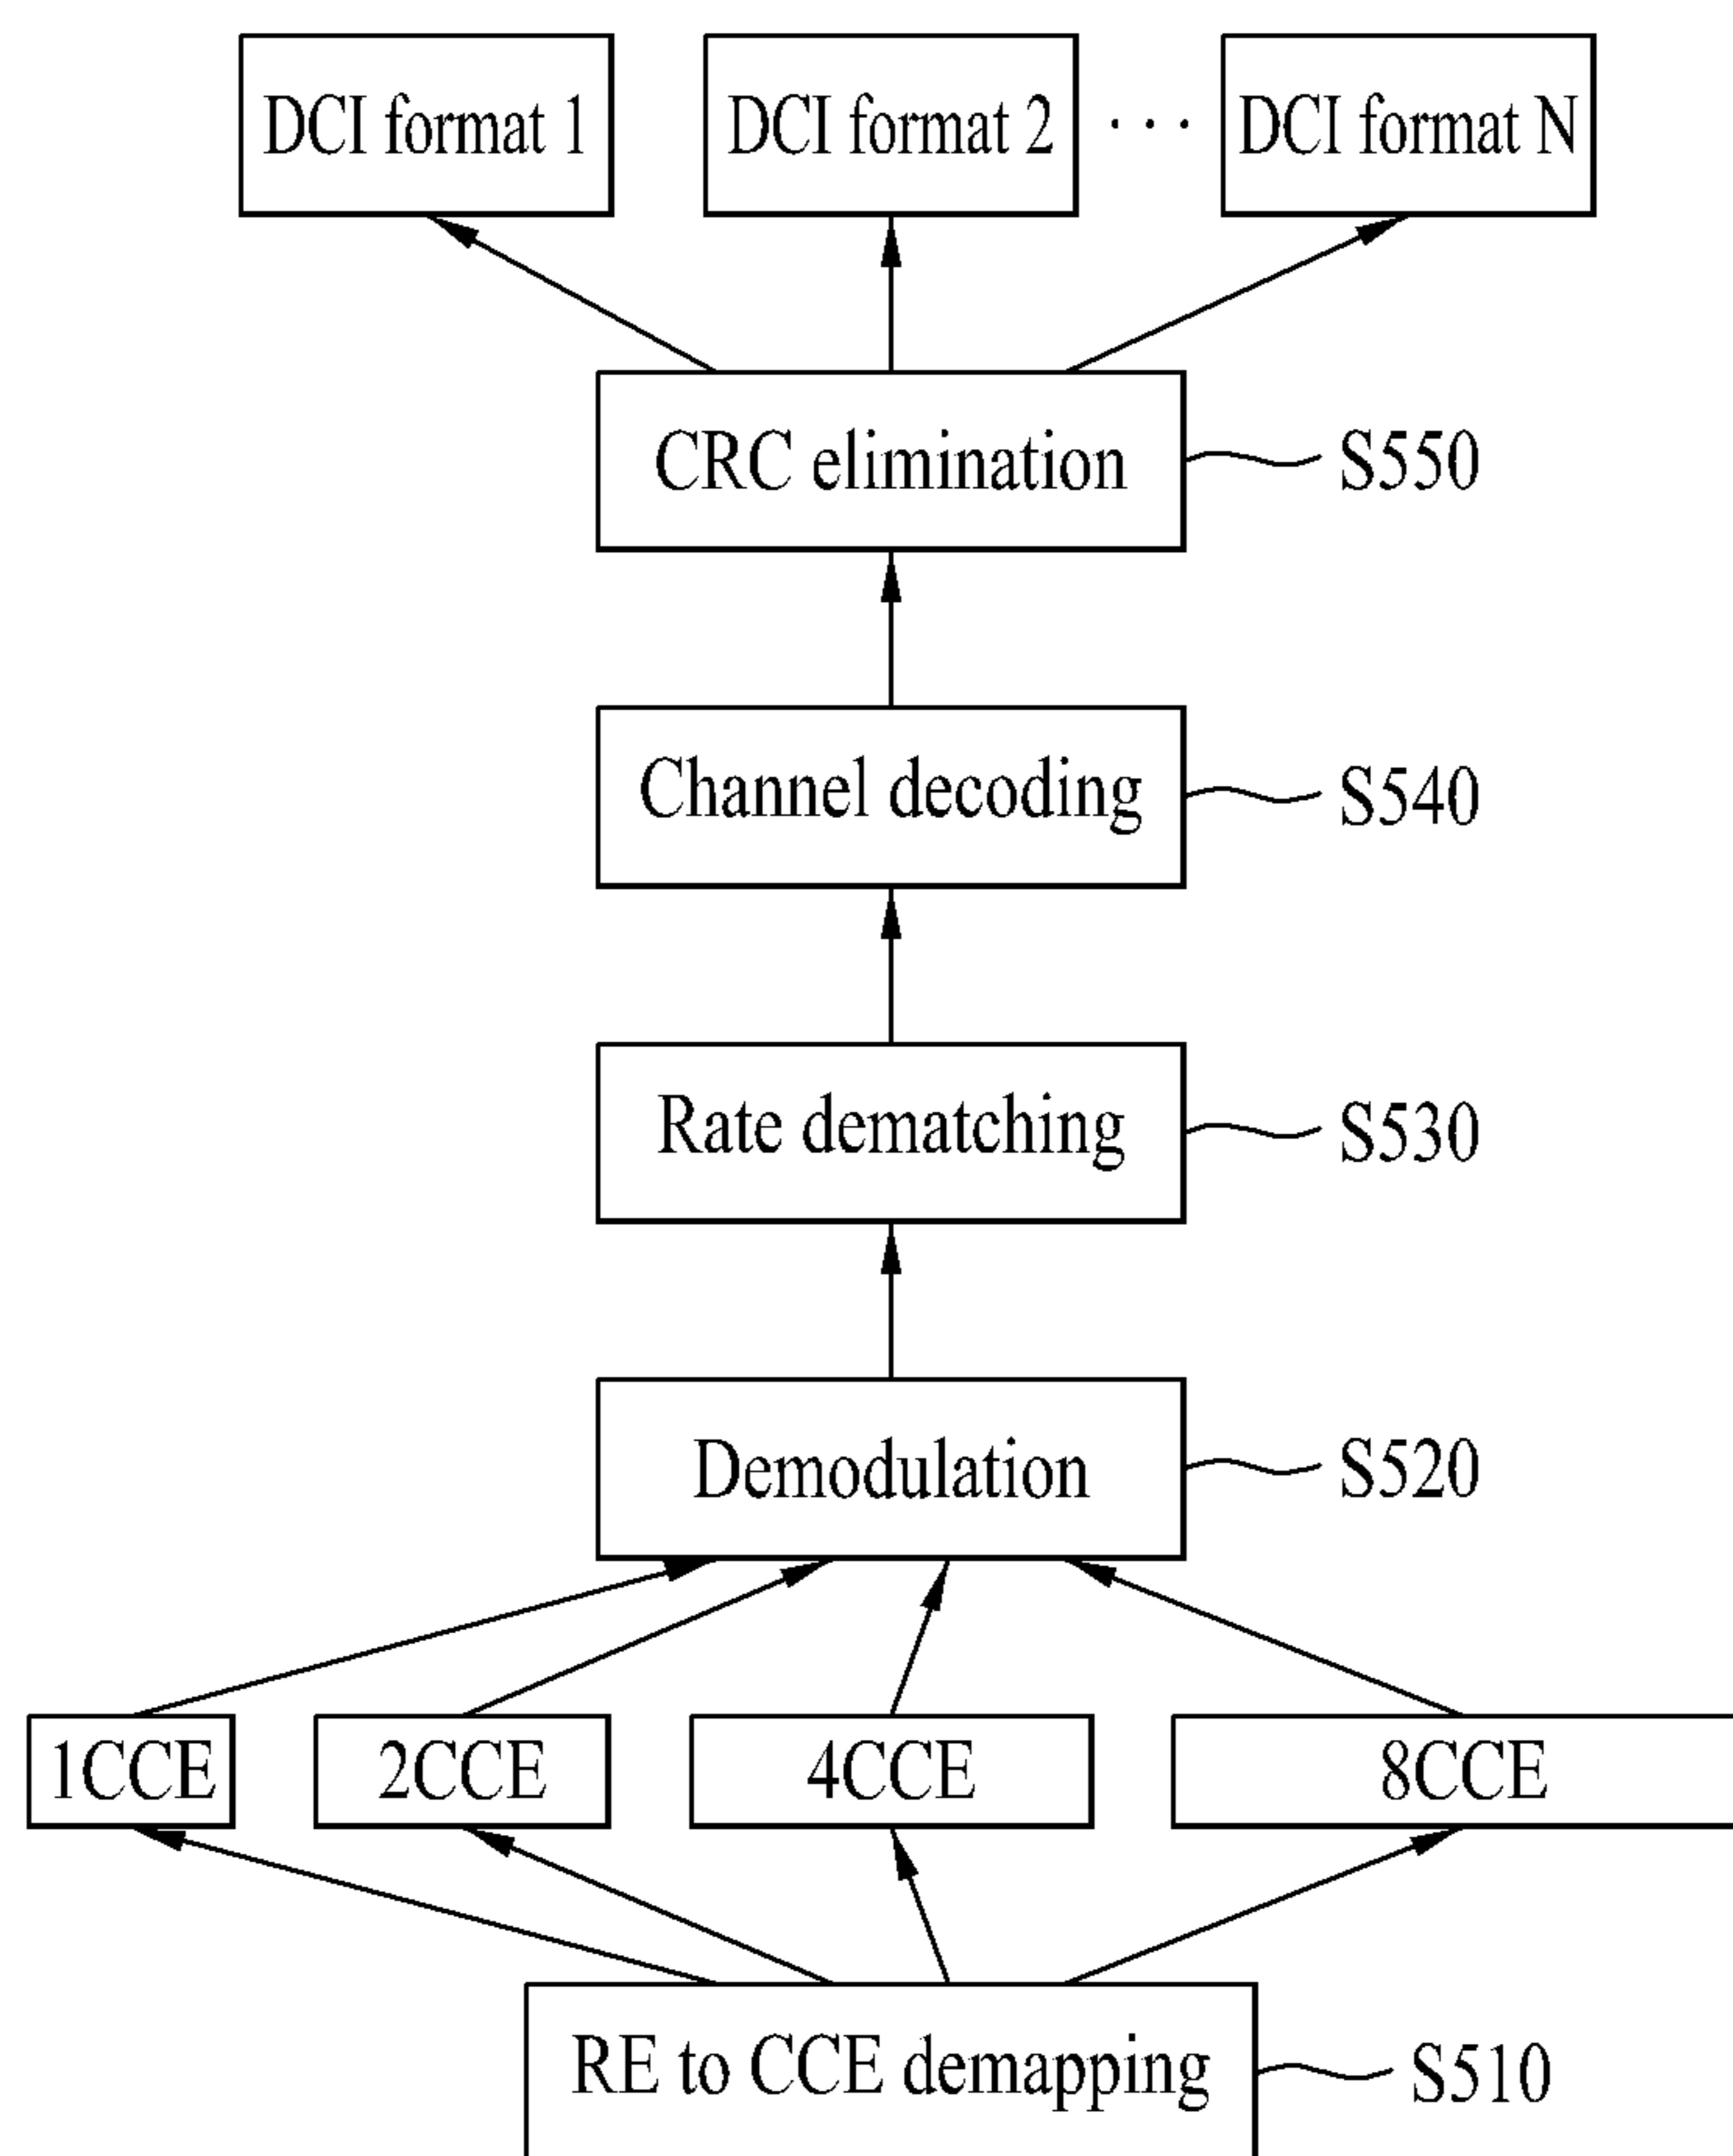 DCI format 1
DCI format 2
. . .
DCI format N
CRC elimination
S550
Channel decoding
S540
Rate dematching
S530
Demodulation
S520
1CCE
2CCE
4CCE
8CCE
RE to CCE demapping
S510